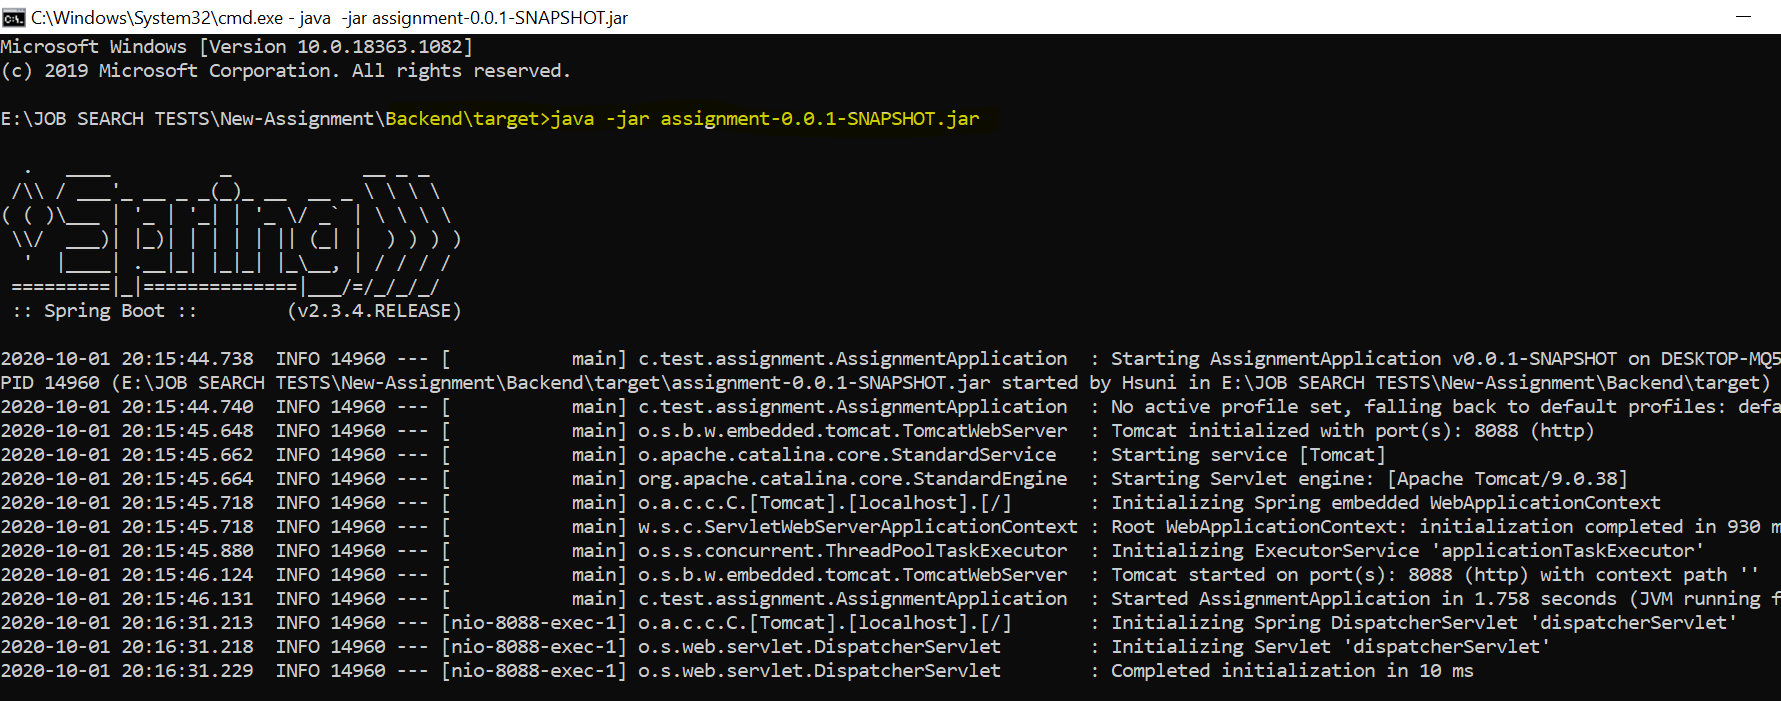 C:\Windows\System32\cmd.exe - java  -jar assignment-0.0.1-SNAPSHOT.jar
Microsoft Windows [Version 10.0.18363.1082]
(c) 2019 Microsoft Corporation. All rights reserved.
E:\JOB SEARCH TESTS\New-Assignment\Backend\target>java -jar assignment-0.0.1-SNAPSHOT.jar
  .   ____          _            __ _ _
 /\\ / ___'_ __ _ _(_)_ __  __ _ \ \ \ \
( ( )\___ | '_ | '_| | '_ \/ _` | \ \ \ \
 \\/  ___)| |_)| | | | | || (_| |  ) ) ) )
  '  |____| .__|_| |_|_| |_\__, | / / / /
 =========|_|==============|___/=/_/_/_/
 :: Spring Boot ::        (v2.3.4.RELEASE)
2020-10-01 20:15:44.738  INFO 14960 --- [           main] c.test.assignment.AssignmentApplication  : Starting AssignmentApplication v0.0.1-SNAPSHOT on DESKTOP-MQ5
PID 14960 (E:\JOB SEARCH TESTS\New-Assignment\Backend\target\assignment-0.0.1-SNAPSHOT.jar started by Hsuni in E:\JOB SEARCH TESTS\New-Assignment\Backend\target)
2020-10-01 20:15:44.740  INFO 14960 --- [           main] c.test.assignment.AssignmentApplication  : No active profile set, falling back to default profiles: defa
2020-10-01 20:15:45.648  INFO 14960 --- [           main] o.s.b.w.embedded.tomcat.TomcatWebServer  : Tomcat initialized with port(s): 8088 (http)
2020-10-01 20:15:45.662  INFO 14960 --- [           main] o.apache.catalina.core.StandardService   : Starting service [Tomcat]
2020-10-01 20:15:45.664  INFO 14960 --- [           main] org.apache.catalina.core.StandardEngine  : Starting Servlet engine: [Apache Tomcat/9.0.38]
2020-10-01 20:15:45.718  INFO 14960 --- [           main] o.a.c.c.C.[Tomcat].[localhost].[/]       : Initializing Spring embedded WebApplicationContext
2020-10-01 20:15:45.718  INFO 14960 --- [           main] w.s.c.ServletWebServerApplicationContext : Root WebApplicationContext: initialization completed in 930 m
2020-10-01 20:15:45.880  INFO 14960 --- [           main] o.s.s.concurrent.ThreadPoolTaskExecutor  : Initializing ExecutorService 'applicationTaskExecutor'
2020-10-01 20:15:46.124  INFO 14960 --- [           main] o.s.b.w.embedded.tomcat.TomcatWebServer  : Tomcat started on port(s): 8088 (http) with context path ''
2020-10-01 20:15:46.131  INFO 14960 --- [           main] c.test.assignment.AssignmentApplication  : Started AssignmentApplication in 1.758 seconds (JVM running f
2020-10-01 20:16:31.213  INFO 14960 --- [nio-8088-exec-1] o.a.c.c.C.[Tomcat].[localhost].[/]       : Initializing Spring DispatcherServlet 'dispatcherServlet'
2020-10-01 20:16:31.218  INFO 14960 --- [nio-8088-exec-1] o.s.web.servlet.DispatcherServlet        : Initializing Servlet 'dispatcherServlet'
2020-10-01 20:16:31.229  INFO 14960 --- [nio-8088-exec-1] o.s.web.servlet.DispatcherServlet        : Completed initialization in 10 ms